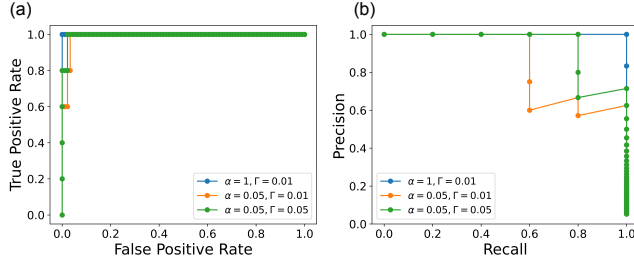 (a)
True Positive Rate
1.0
0.8
0.6
0.4
0.2
0.0
0.0 0.2 0.4 0.6 0.8 1.0
False Positive Rate
α = 1, Γ = 0.01
α = 0.05, Γ = 0.01
α = 0.05, Γ = 0.05
(b)
Precision
1.0
0.8
0.6
0.4
0.2
0.0
0.0 0.2 0.4 0.6 0.8 1.0
Recall
α = 1, Γ = 0.01
α = 0.05, Γ = 0.01
α = 0.05, Γ = 0.05